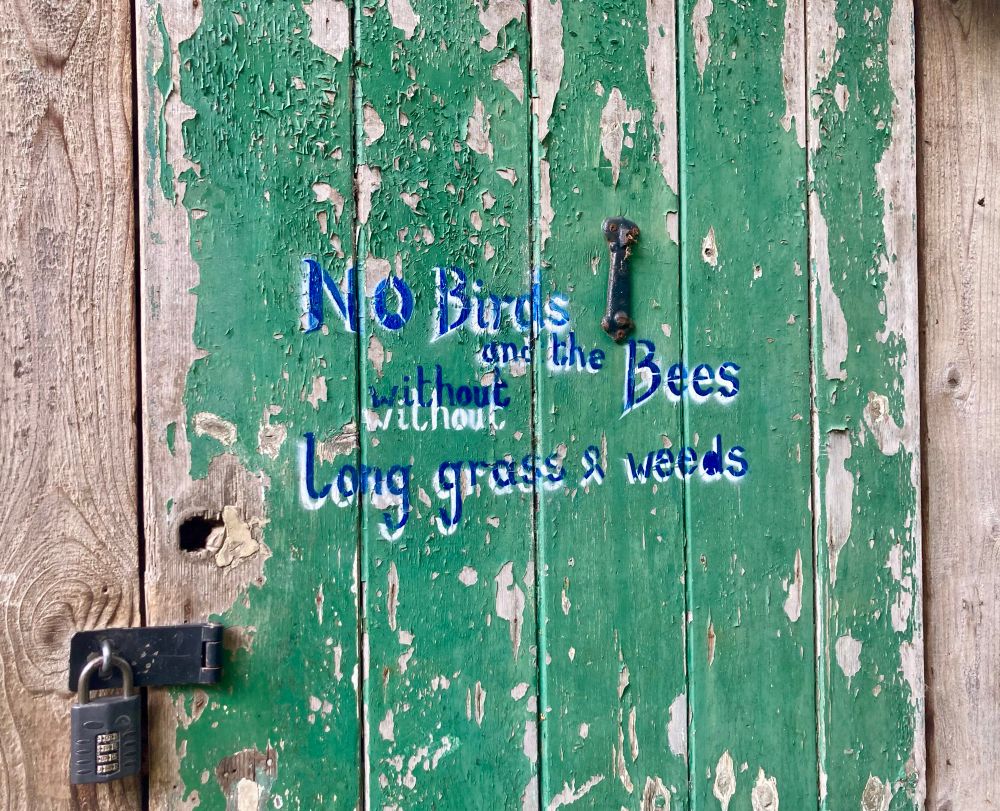 No Birds
and the Bees
without
without
Long grass & weeds